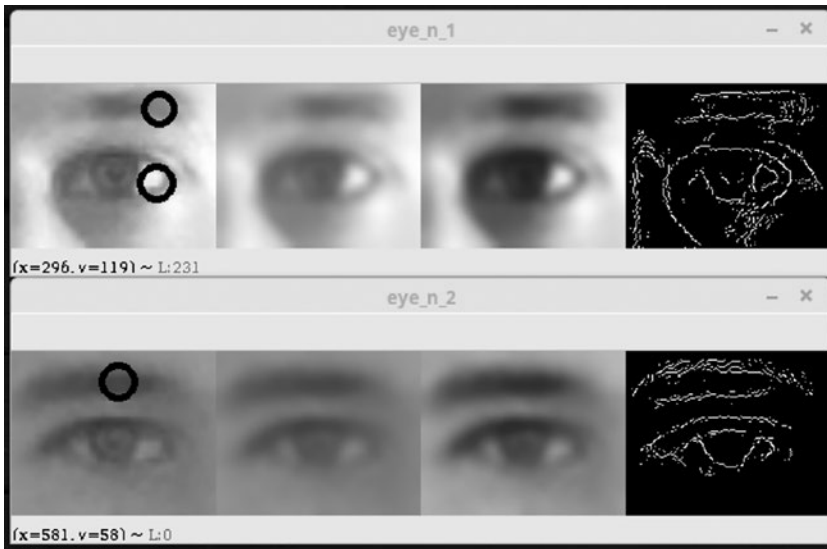 eye_n_1
(x=296, y=119) ~ L:231
eye_n_2
(x=581, y=58) ~ L:0